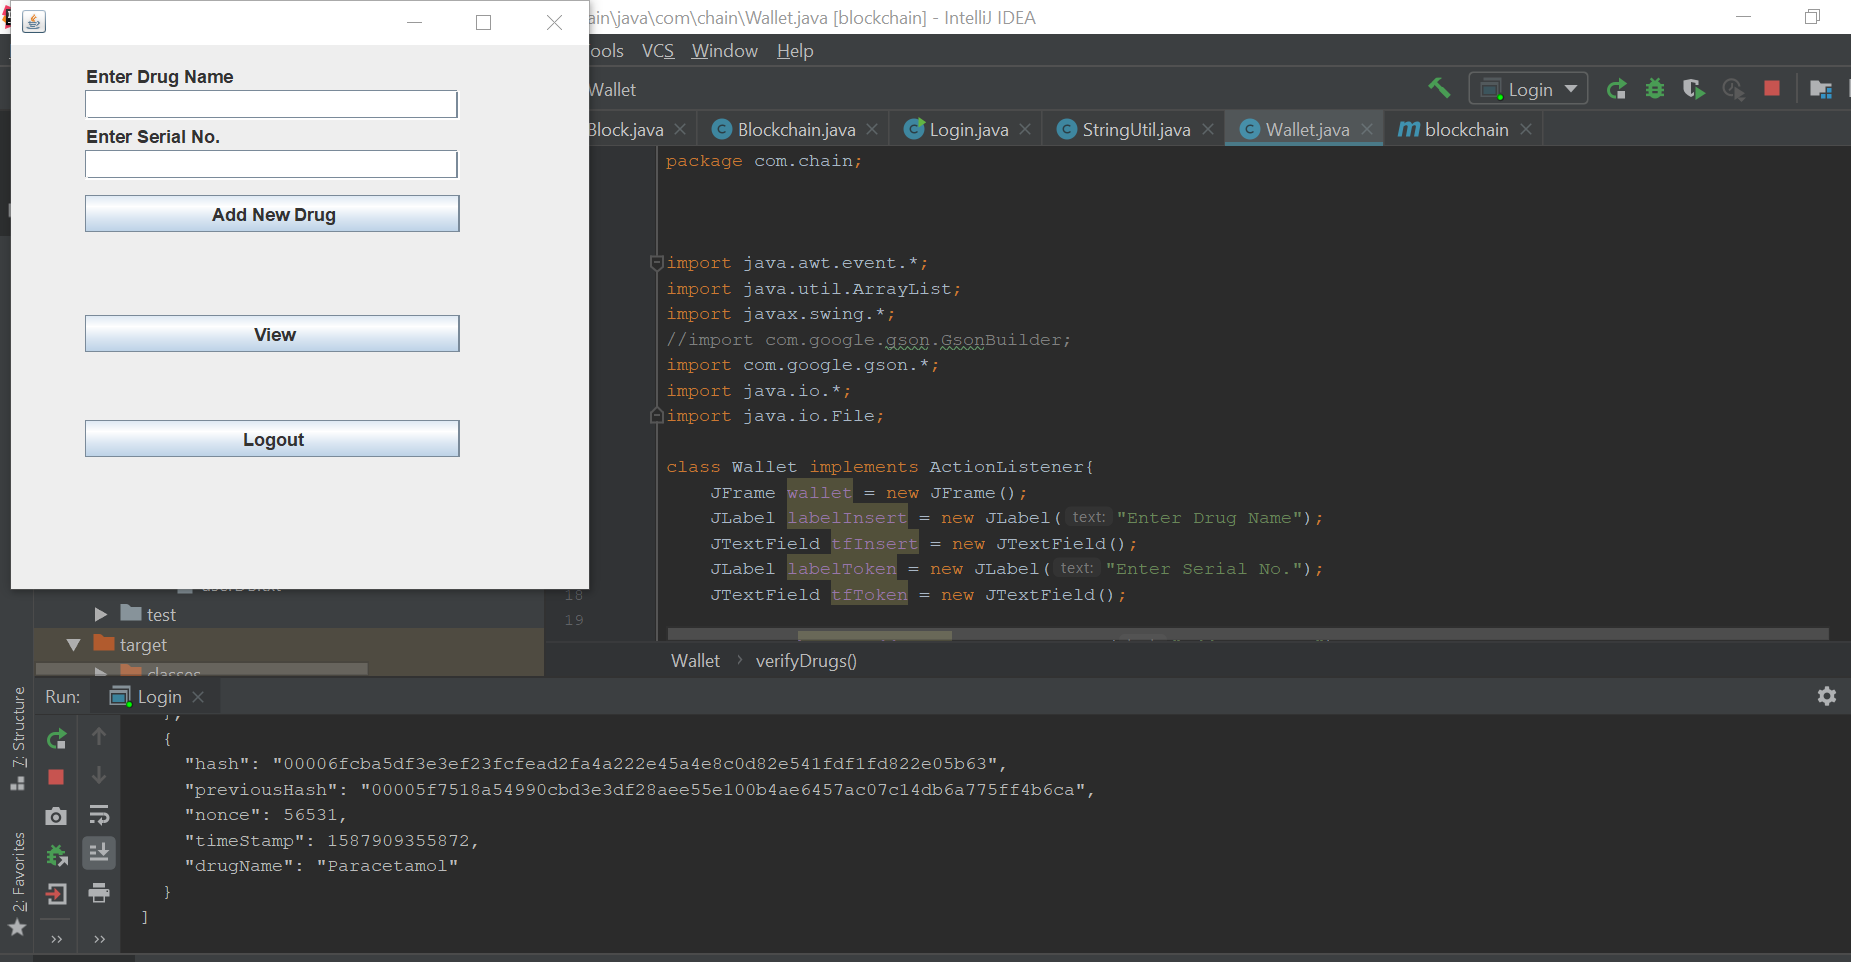 ain\java\com\chain\Wallet.java [blockchain] - IntelliJ IDEA
ools VCS Window Help
Wallet
Login
Block.java
Blockchain.java
Login.java
StringUtil.java
Wallet.java
blockchain
Enter Drug Name
Enter Serial No.
Add New Drug
View
Logout
package com.chain;
import java.awt.event.*;
import java.util.ArrayList;
import javax.swing.*;
//import com.google.gson.GsonBuilder;
import com.google.gson.*;
import java.io.*;
import java.io.File;
class Wallet implements ActionListener{
JFrame wallet = new JFrame();
JLabel labelInsert = new JLabel( text: "Enter Drug Name");
JTextField tfInsert = new JTextField();
JLabel labelToken = new JLabel( text: "Enter Serial No.");
18 JTextField tfToken = new JTextField();
19
test
target
classes
Wallet › verifyDrugs()
7: Structure
2: Favorites
Run: Login
},
{
"hash": "00006fcba5df3e3ef23fcfead2fa4a222e45a4e8c0d82e541fdf1fd822e05b63",
"previousHash": "00005f7518a54990cbd3e3df28aee55e100b4ae6457ac07c14db6a775ff4b6ca",
"nonce": 56531,
"timeStamp": 1587909355872,
"drugName": "Paracetamol"
}
]